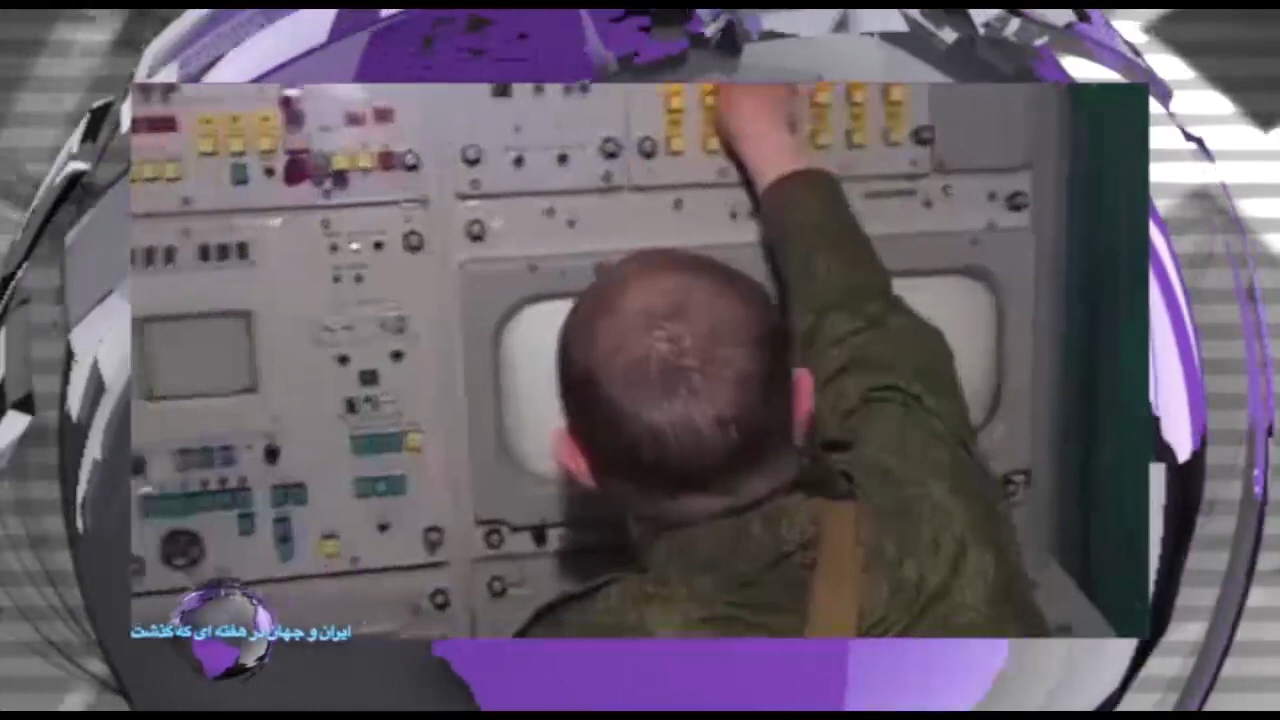 ایران و جهان در هفته ای که گذشت